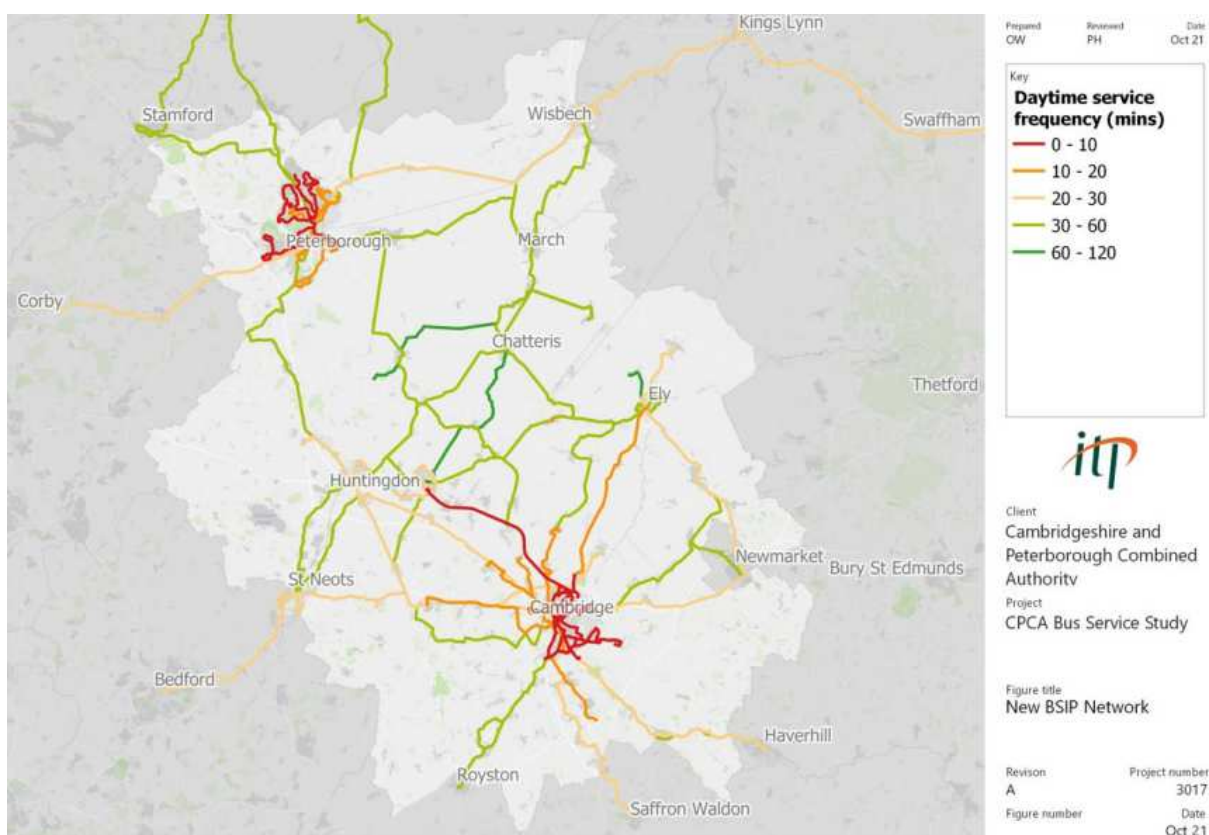 Kings Lynn
Stamford
Wisbech
Swaffham
Peterborough
March
Corby
Chatteris
Thetford
Ely
Huntingdon
Newmarket
Bury St Edmunds
St Neots
Cambridge
Bedford
Haverhill
Royston
Saffron Waldon
Prepared Reviewed Date
OW PH Oct 21
Key
Daytime service
frequency (mins)
0 - 10
10 - 20
20 - 30
30 - 60
60 - 120
itp
Client
Cambridgeshire and
Peterborough Combined
Authority
Project
CPCA Bus Service Study
Figure title
New BSIP Network
Revison Project number
A 3017
Figure number Date
Oct 21